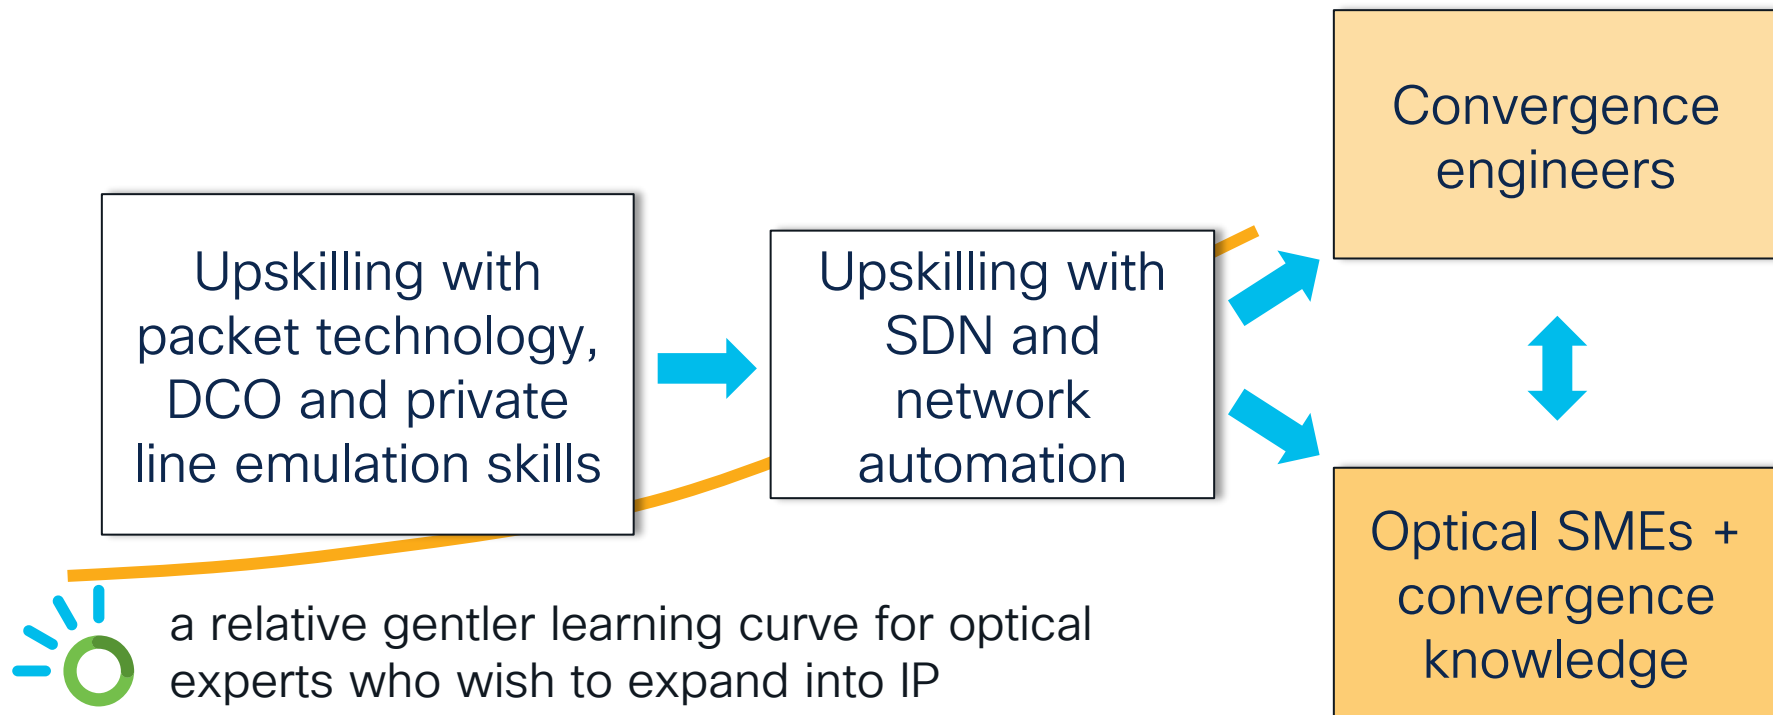 Upskilling with
packet technology,
DCO and private
line emulation skills
Upskilling with
SDN and
network
automation
Convergence
engineers
Optical SMEs +
convergence
knowledge
a relative gentler learning curve for optical
experts who wish to expand into IP